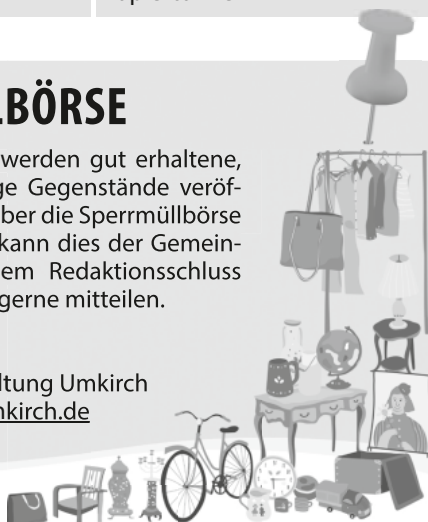 LBÖRSE
werden gut erhaltene,
ge Gegenstände veröf-
ber die Sperrmüllbörse
kann dies der Gemein-
em Redaktionsschluss
gerne mitteilen.
ltung Umkirch
nkirch.de